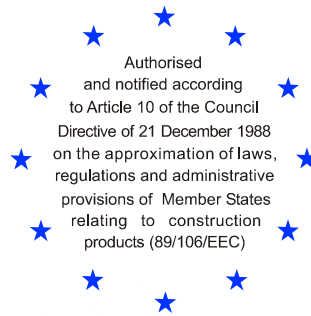 Authorised
and notified according
to Article 10 of the Council
Directive of 21 December 1988
on the approximation of laws,
regulations and administrative
provisions of Member States
relating to construction
products (89/106/EEC)